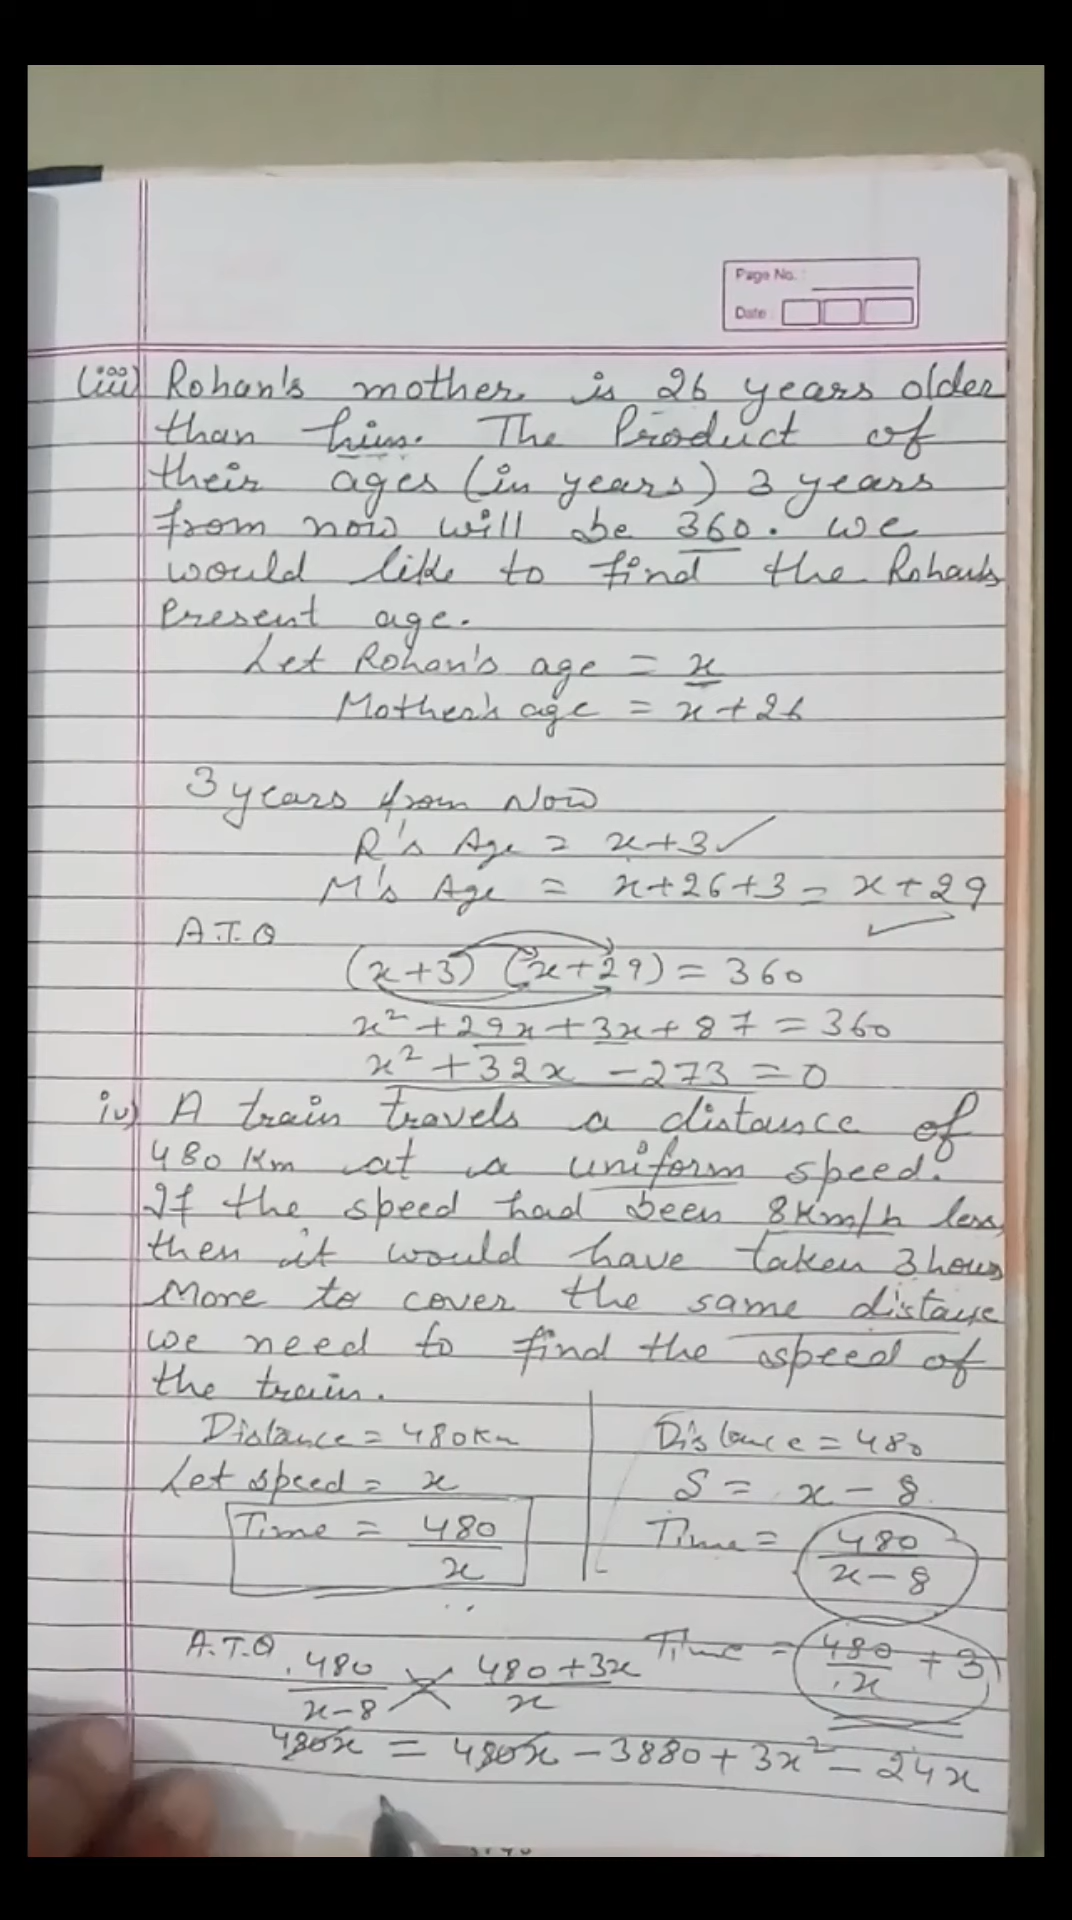 Page No. :
Date :
(iii) Rohan's mother is 26 years older
than him. The Product of
their ages (in years) 3 years
from now will be 360. we
would like to find the Rohan's
Present age.
Let Rohan's age = x
Mother's age = x+26
3 years from Now
R's Age = x+3 ✓
M's Age = x+26+3 = x+29
A.T.Q
(x+3) (x+29) = 360
x² + 29x + 3x + 87 = 360
x² + 32x - 273 = 0
iv) A train travels a distance of
480 Km at a uniform speed.
If the speed had been 8Km/h less,
then it would have taken 3 hours
More to cover the same distance
we need to find the speed of
the train.
Distance = 480Km
Let speed = x
Time = 480/x
Distance = 480
S = x - 8
Time = 480/(x-8)
Time = 480/x + 3
A.T.Q 480/(x-8) (480+3x)/x
480x = 480x - 3880 + 3x² - 24x